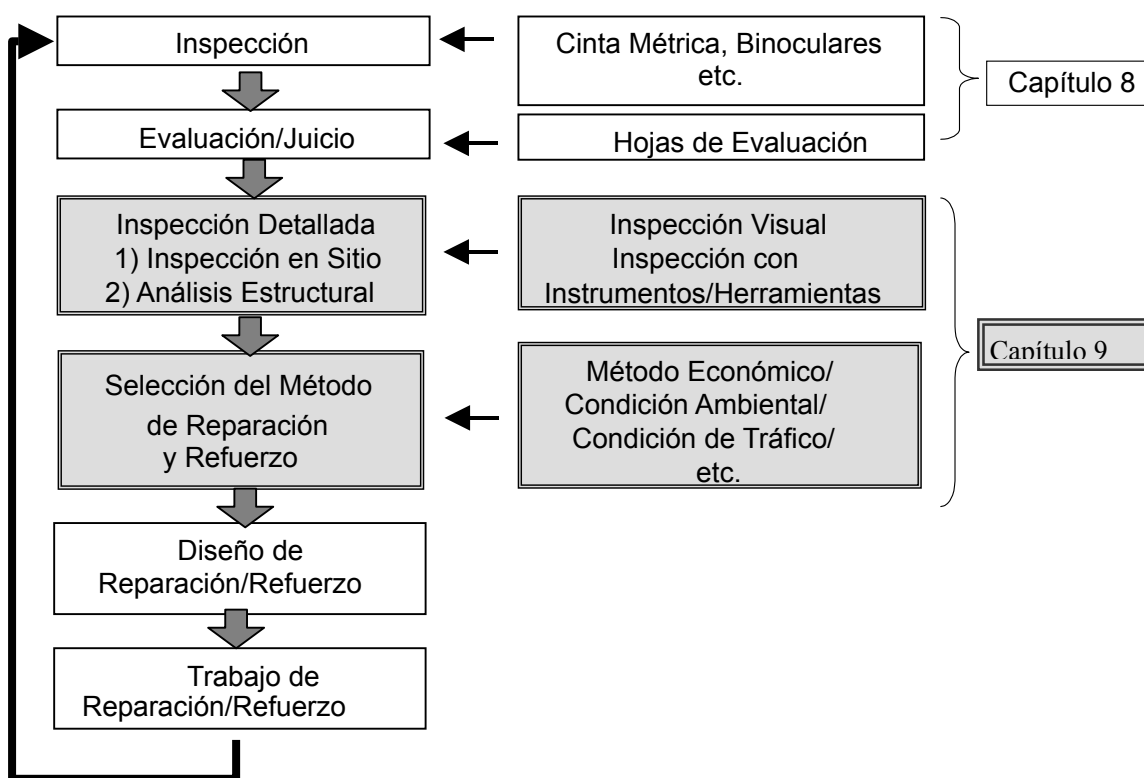 Inspección
Cinta Métrica, Binoculares
etc.
Capítulo 8
Evaluación/Juicio
Hojas de Evaluación
Inspección Detallada
1) Inspección en Sitio
2) Análisis Estructural
Inspección Visual
Inspección con
Instrumentos/Herramientas
Capítulo 9
Selección del Método
de Reparación
y Refuerzo
Método Económico/
Condición Ambiental/
Condición de Tráfico/
etc.
Diseño de
Reparación/Refuerzo
Trabajo de
Reparación/Refuerzo